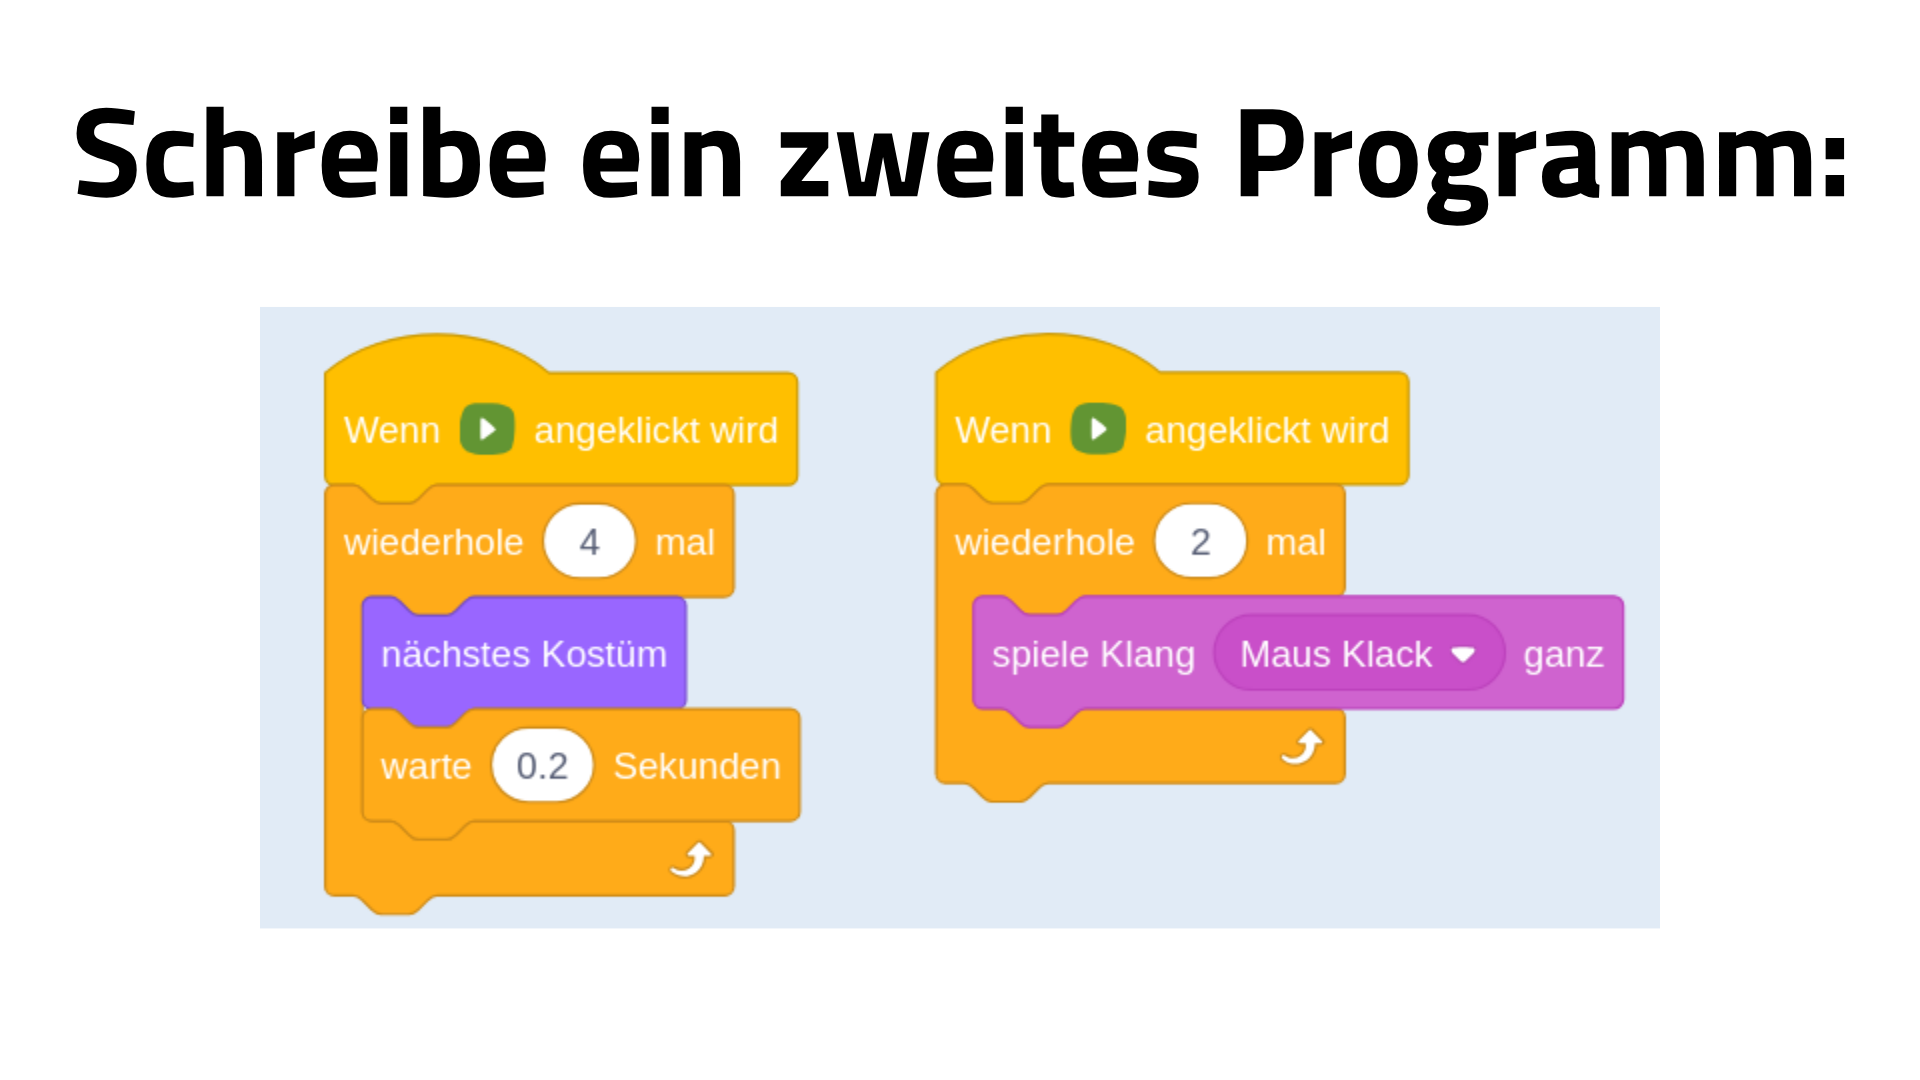 Schreibe ein zweites Programm:
Wenn angeklickt wird
wiederhole 4 mal
nächstes Kostüm
warte 0.2 Sekunden
Wenn angeklickt wird
wiederhole 2 mal
spiele Klang Maus Klack ganz